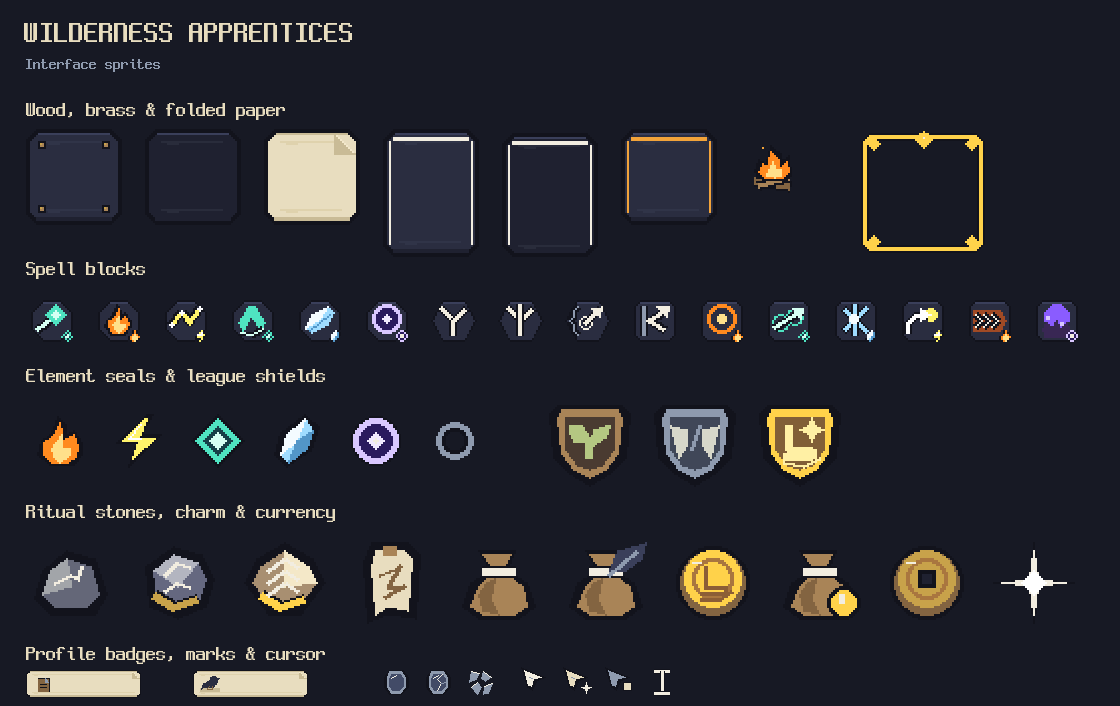 WILDERNESS APPRENTICES
Interface sprites
Wood, brass & folded paper
Spell blocks
Element seals & league shields
Ritual stones, charm & currency
Profile badges, marks & cursor